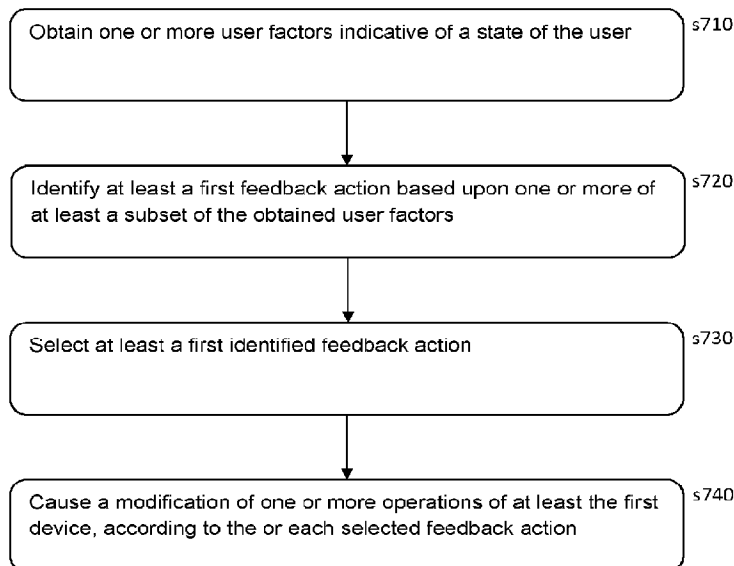 Obtain one or more user factors indicative of a state of the user
s710
Identify at least a first feedback action based upon one or more of
at least a subset of the obtained user factors
s720
Select at least a first identified feedback action
s730
Cause a modification of one or more operations of at least the first
device, according to the or each selected feedback action
s740